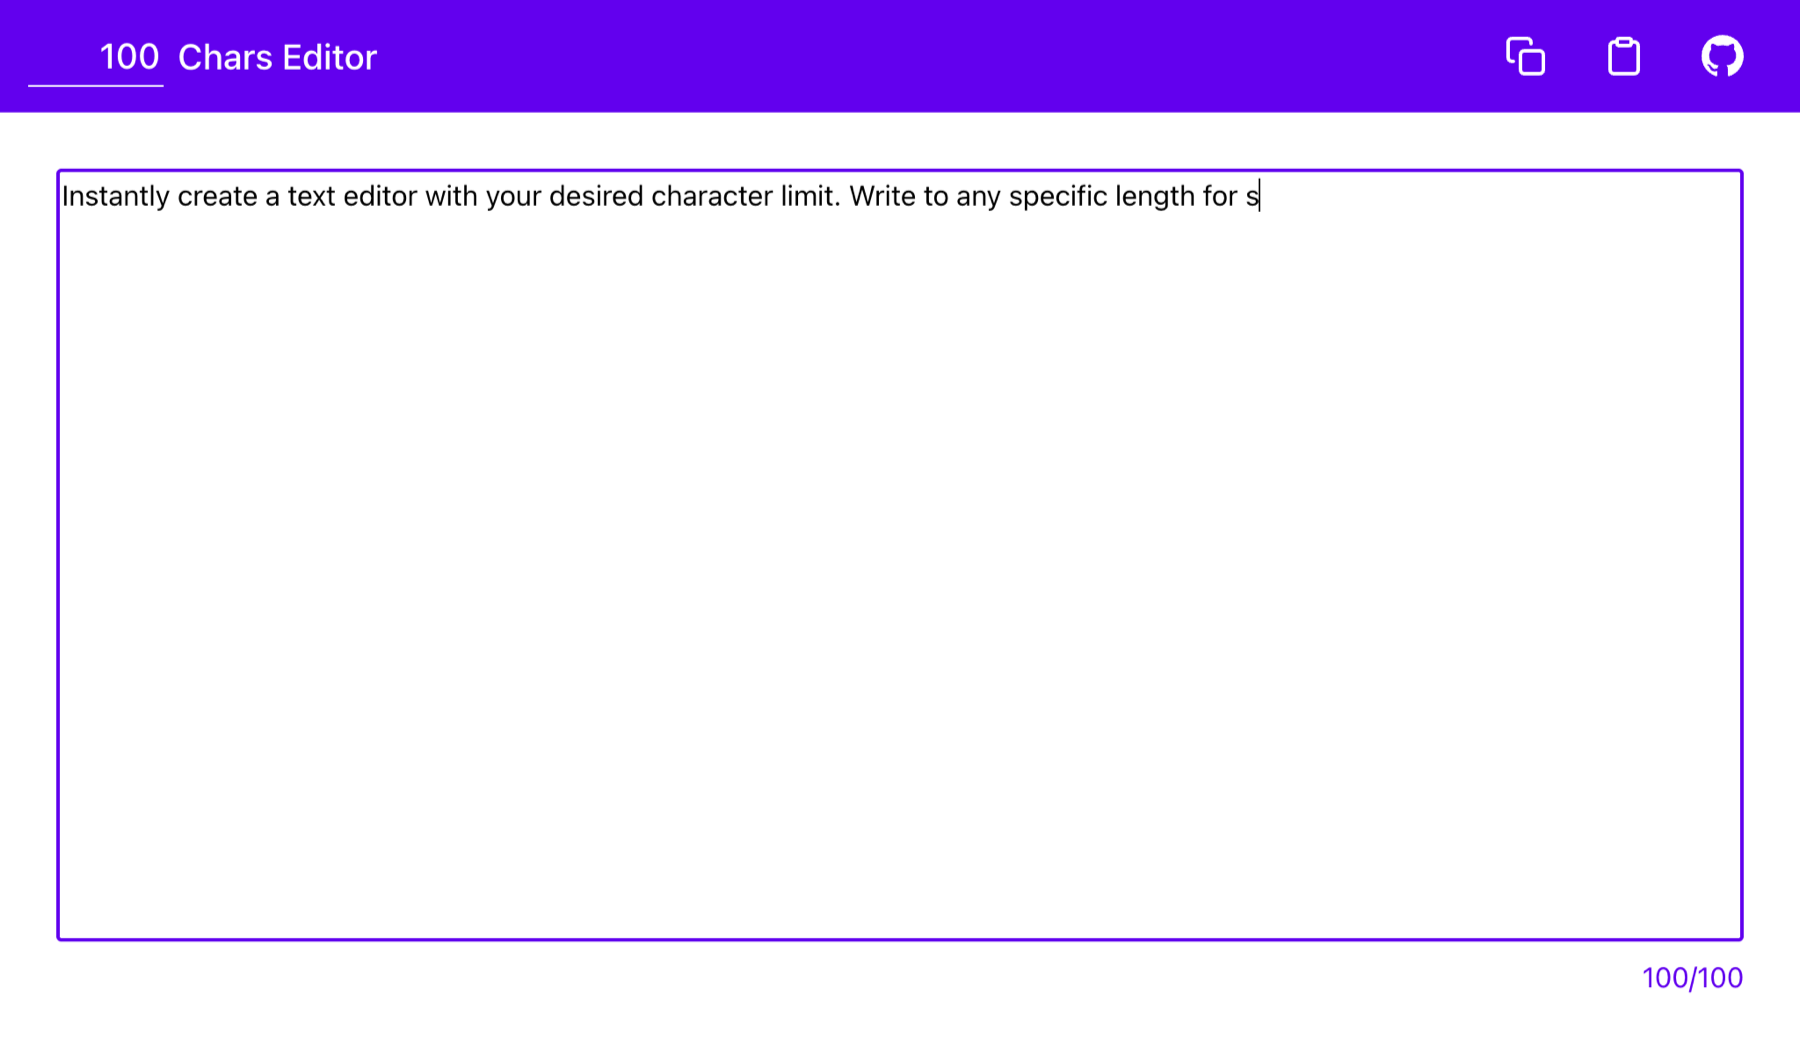 100 Chars Editor
Instantly create a text editor with your desired character limit. Write to any specific length for s
100/100